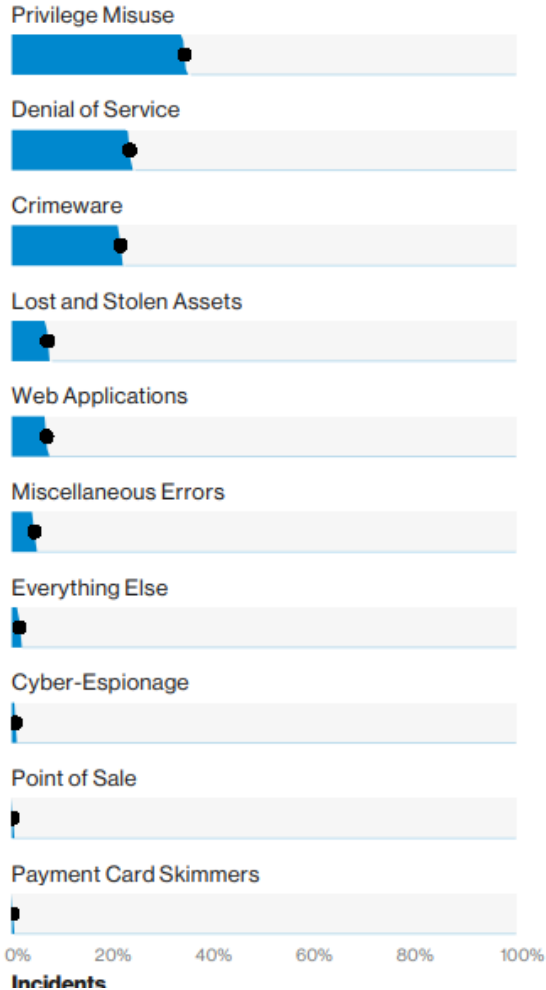 Privilege Misuse
Denial of Service
Crimeware
Lost and Stolen Assets
Web Applications
Miscellaneous Errors
Everything Else
Cyber-Espionage
Point of Sale
Payment Card Skimmers
0% 20% 40% 60% 80% 100%
Incidents